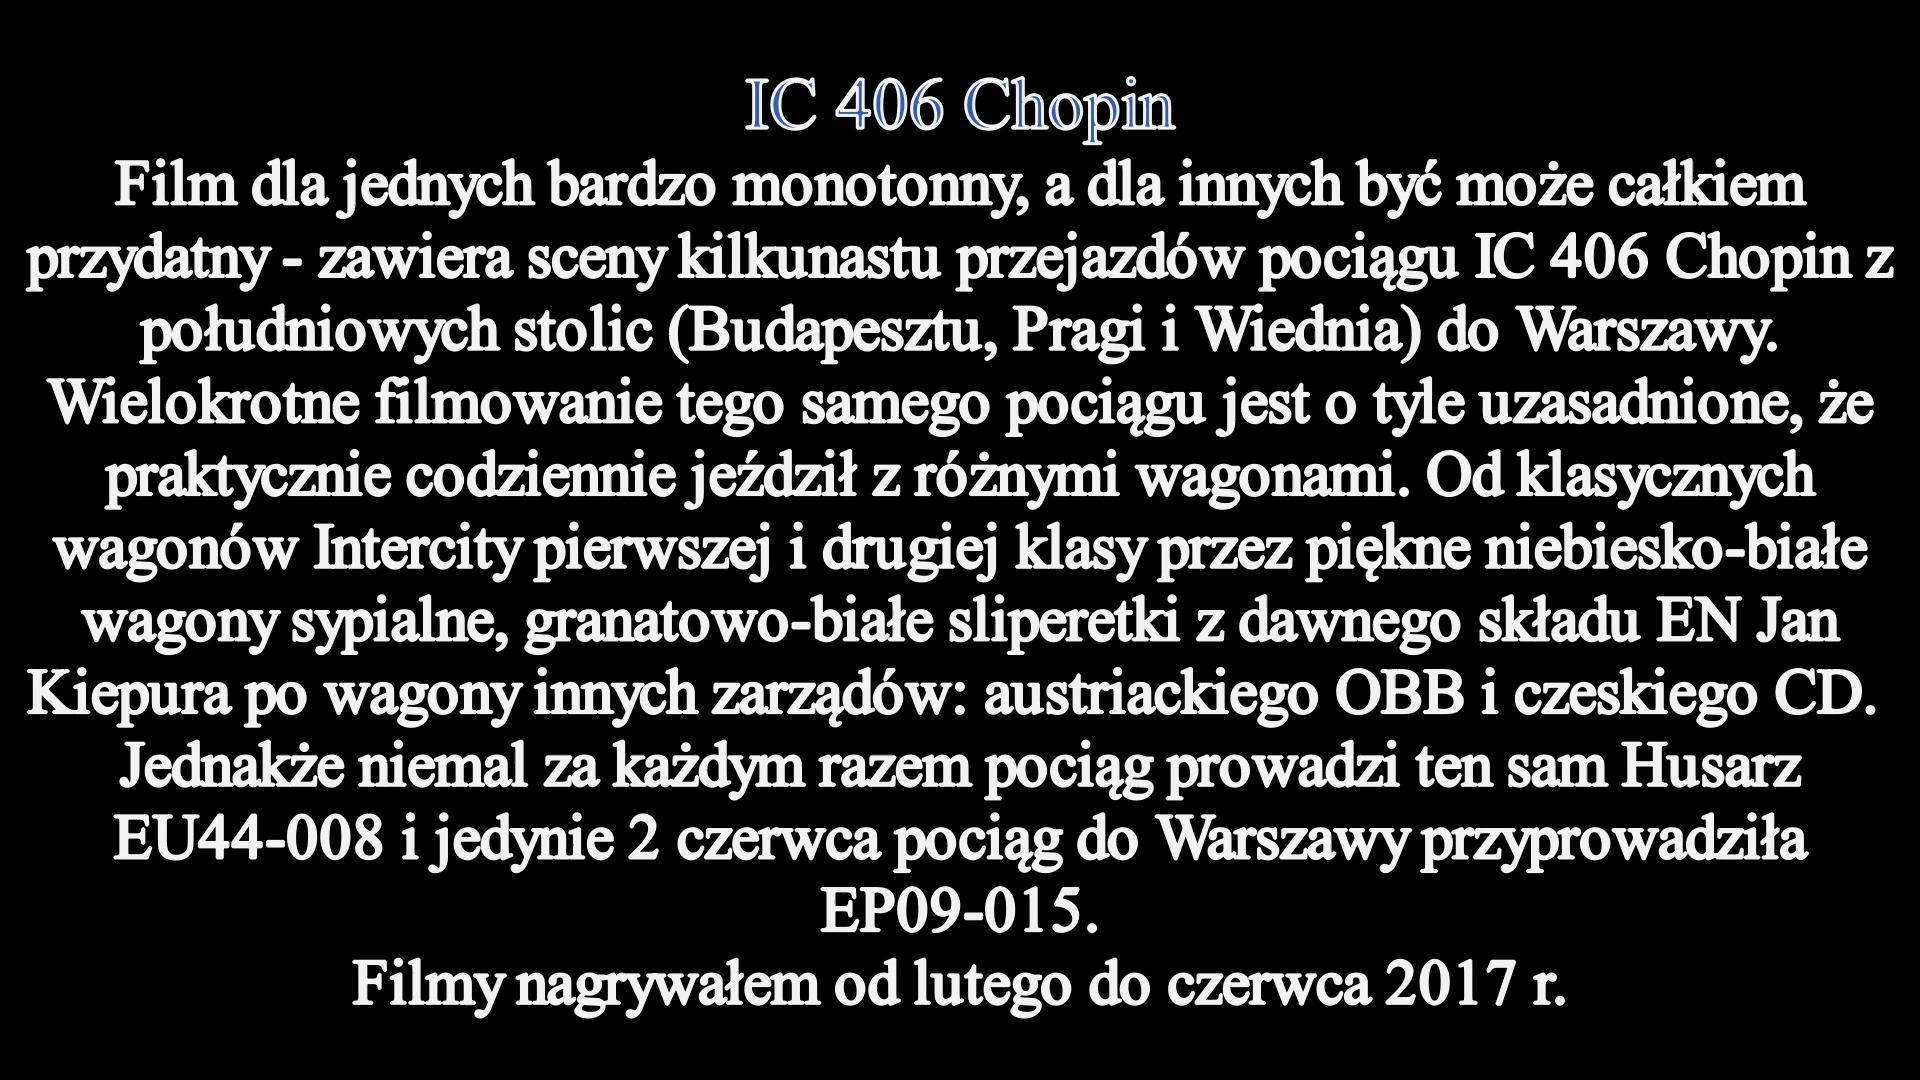 IC 406 Chopin
Film dla jednych bardzo monotonny, a dla innych być może całkiem
przydatny - zawiera sceny kilkunastu przejazdów pociągu IC 406 Chopin z
południowych stolic (Budapesztu, Pragi i Wiednia) do Warszawy.
Wielokrotne filmowanie tego samego pociągu jest o tyle uzasadnione, że
praktycznie codziennie jeździł z różnymi wagonami. Od klasycznych
wagonów Intercity pierwszej i drugiej klasy przez piękne niebiesko-białe
wagony sypialne, granatowo-białe sliperetki z dawnego składu EN Jan
Kiepura po wagony innych zarządów: austriackiego OBB i czeskiego CD.
Jednakże niemal za każdym razem pociąg prowadzi ten sam Husarz
EU44-008 i jedynie 2 czerwca pociąg do Warszawy przyprowadziła
EP09-015.
Filmy nagrywałem od lutego do czerwca 2017 r.